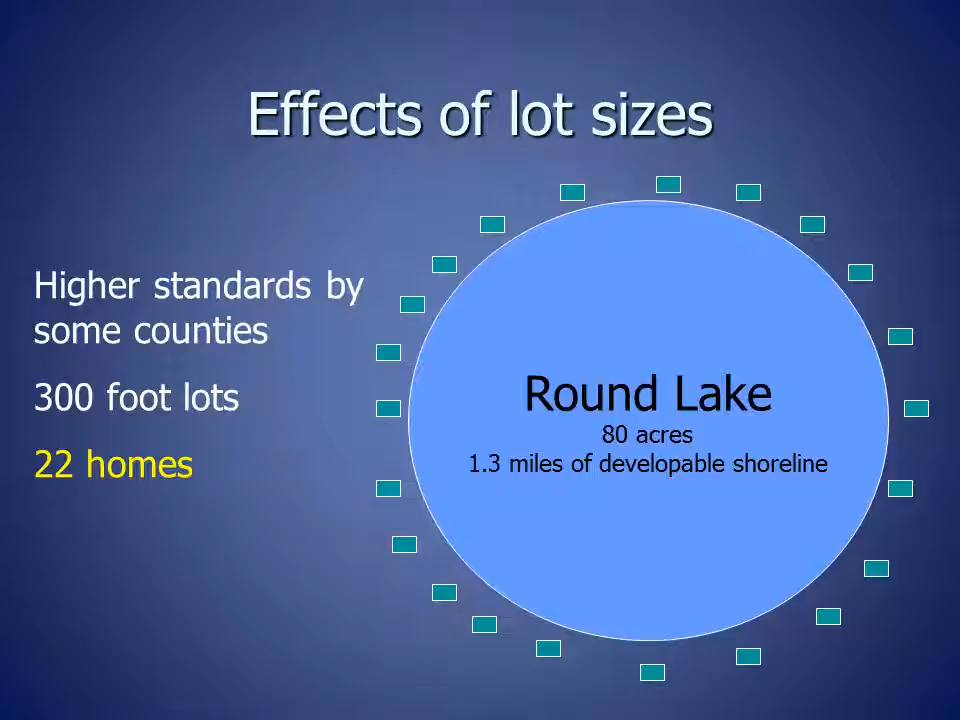 Effects of lot sizes
Higher standards by
some counties
300 foot lots
22 homes
Round Lake
80 acres
1.3 miles of developable shoreline